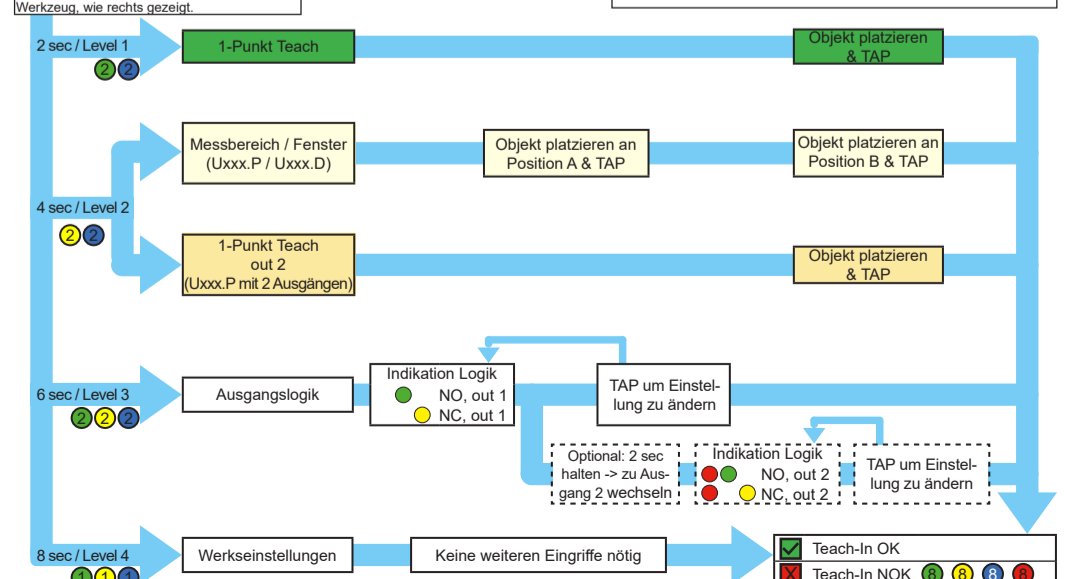 Werkzeug, wie rechts gezeigt.
2 sec / Level 1
2 2
1-Punkt Teach
Objekt platzieren
& TAP
Messbereich / Fenster
(Uxxx.P / Uxxx.D)
Objekt platzieren an
Position A & TAP
Objekt platzieren an
Position B & TAP
4 sec / Level 2
2 2
1-Punkt Teach
out 2
(Uxxx.P mit 2 Ausgängen)
Objekt platzieren
& TAP
6 sec / Level 3
2 2 2
Ausgangslogik
Indikation Logik
NO, out 1
NC, out 1
TAP um Einstel-
lung zu ändern
Optional: 2 sec
halten -> zu Aus-
gang 2 wechseln
Indikation Logik
NO, out 2
NC, out 2
TAP um Einstel-
lung zu ändern
8 sec / Level 4
1 1 1
Werkseinstellungen
Keine weiteren Eingriffe nötig
Teach-In OK
Teach-In NOK 8 8 8 8